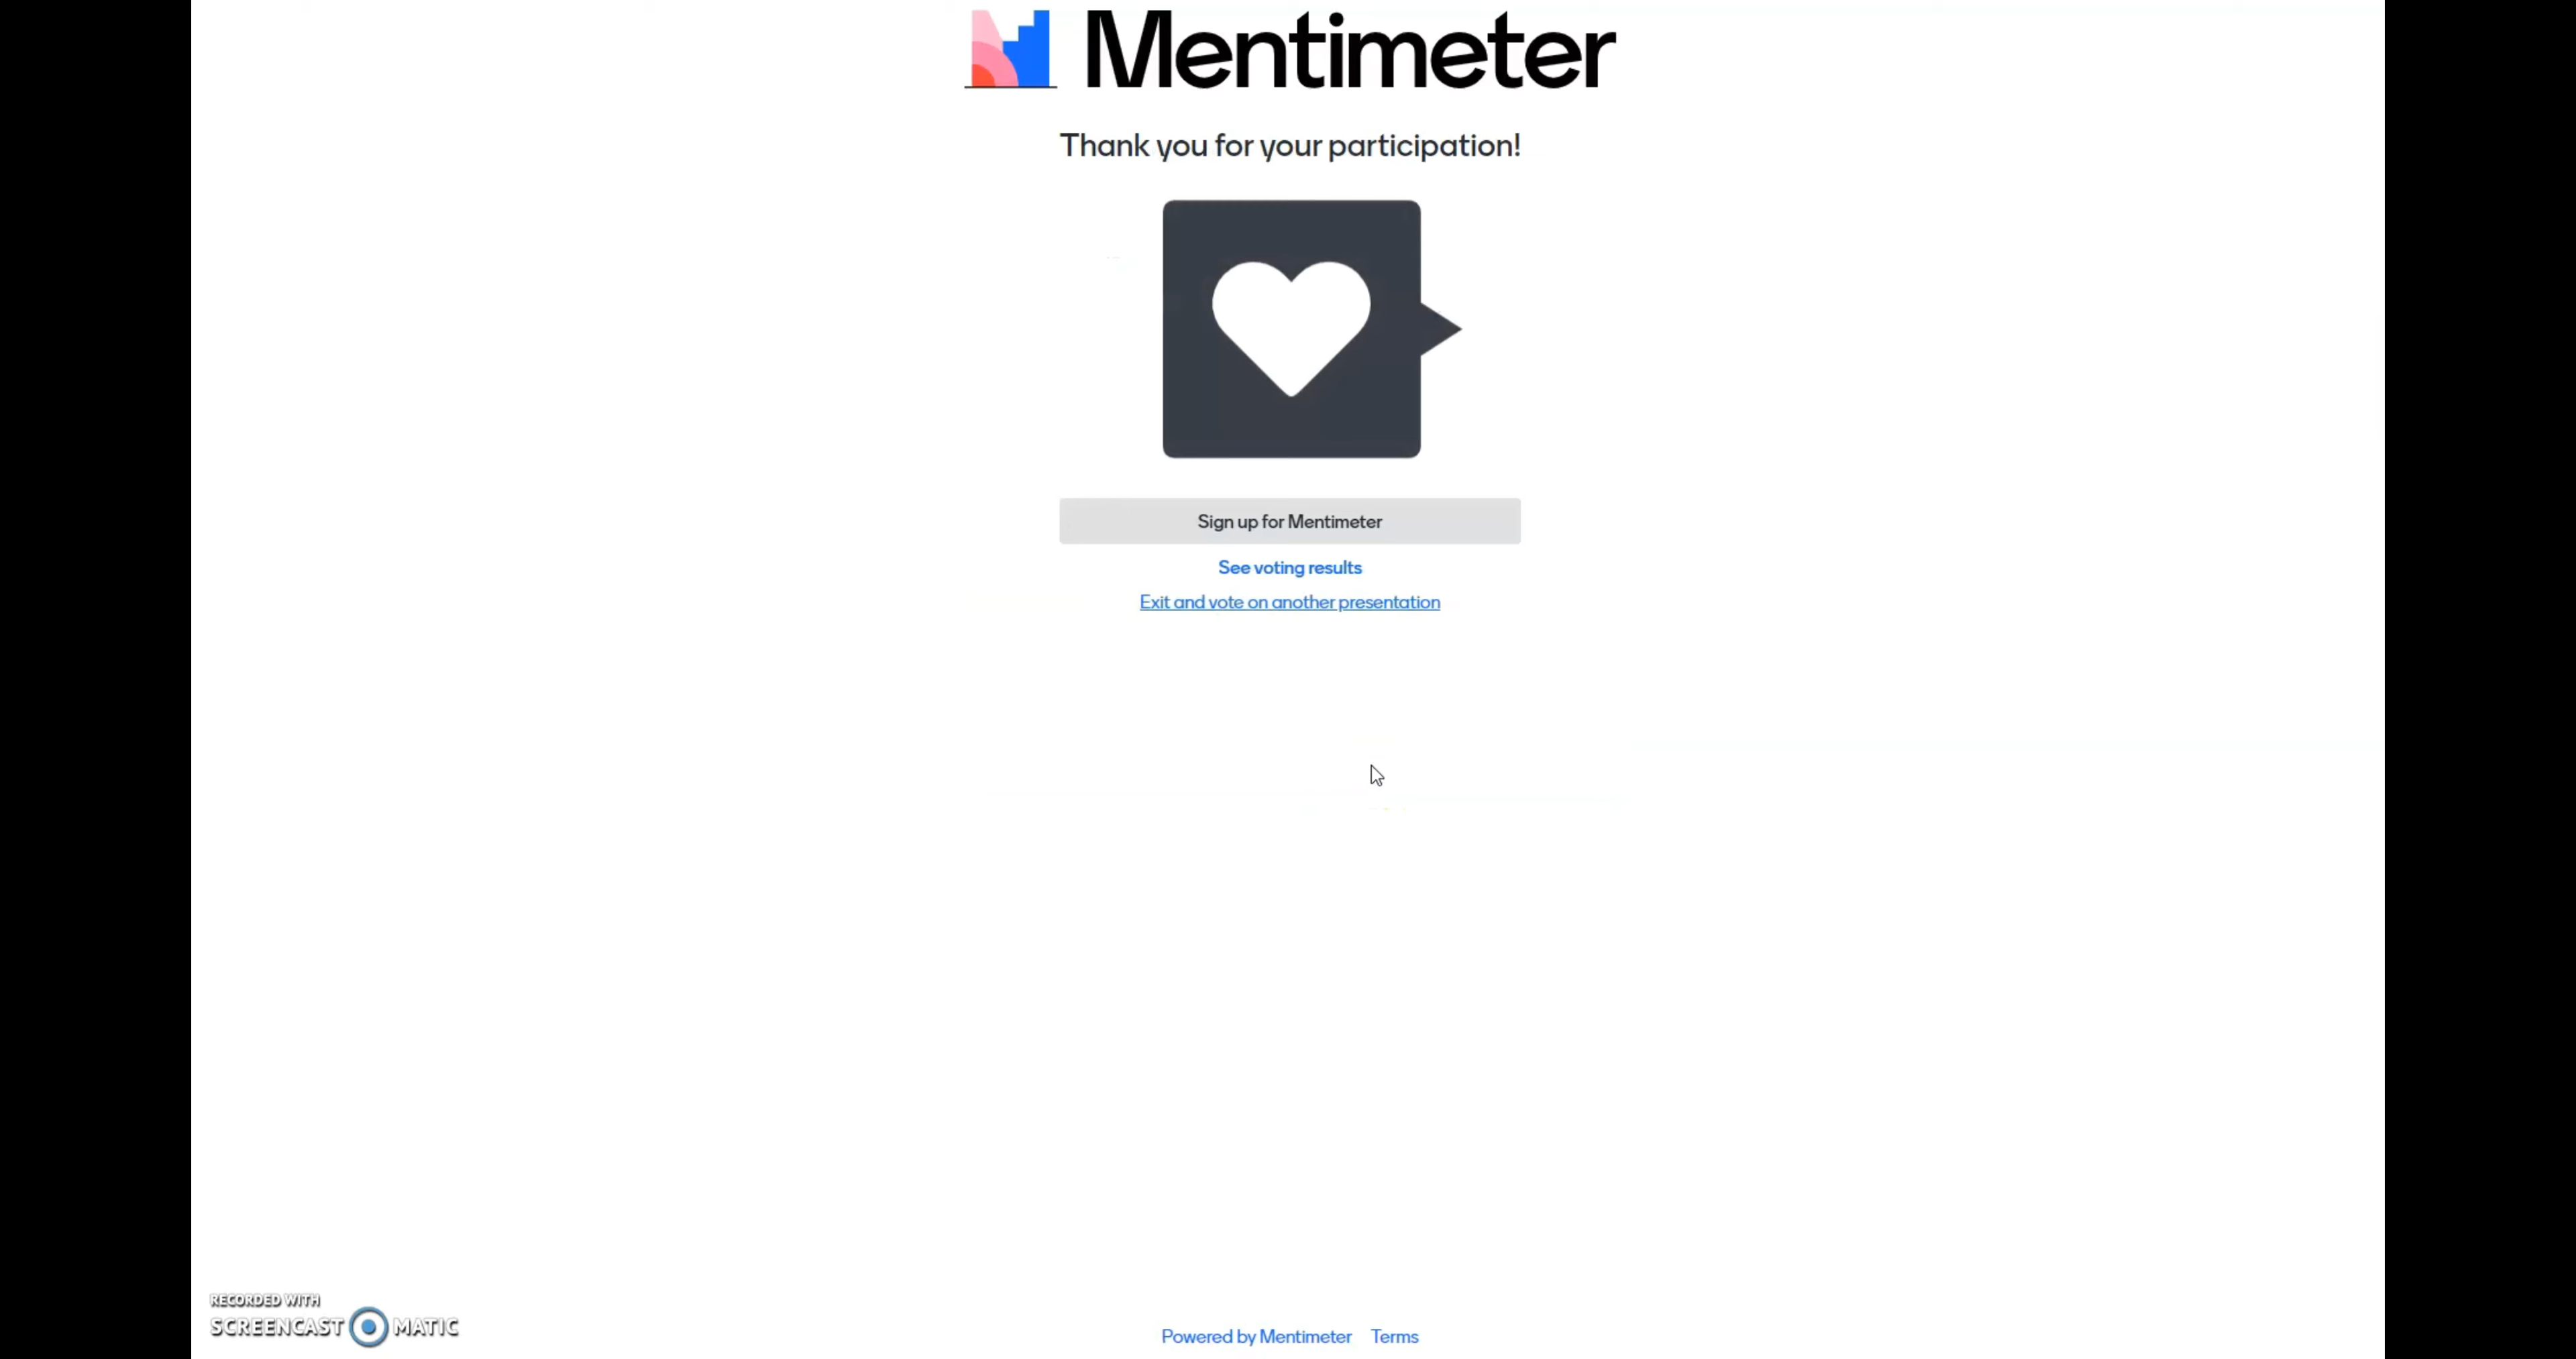 Mentimeter
Thank you for your participation!
Sign up for Mentimeter
See voting results
Exit and vote on another presentation
RECORDED WITH
SCREENCAST MATIC
Powered by Mentimeter Terms